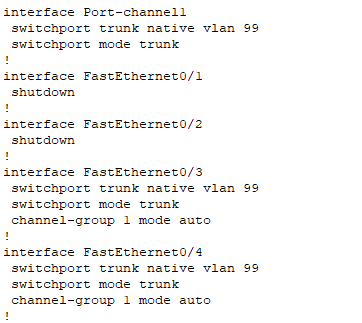 interface Port-channel1
 switchport trunk native vlan 99
 switchport mode trunk
!
interface FastEthernet0/1
 shutdown
!
interface FastEthernet0/2
 shutdown
!
interface FastEthernet0/3
 switchport trunk native vlan 99
 switchport mode trunk
 channel-group 1 mode auto
!
interface FastEthernet0/4
 switchport trunk native vlan 99
 switchport mode trunk
 channel-group 1 mode auto
!